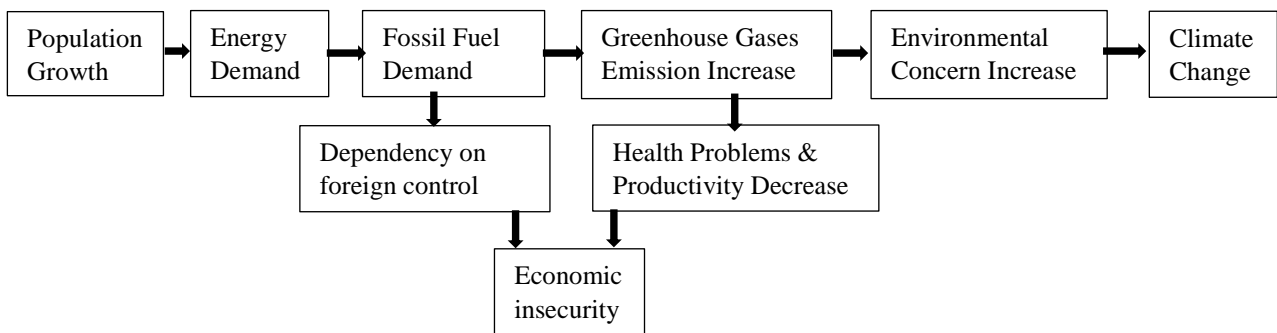 Population
Growth
Energy
Demand
Fossil Fuel
Demand
Greenhouse Gases
Emission Increase
Environmental
Concern Increase
Climate
Change
Dependency on
foreign control
Health Problems &
Productivity Decrease
Economic
insecurity